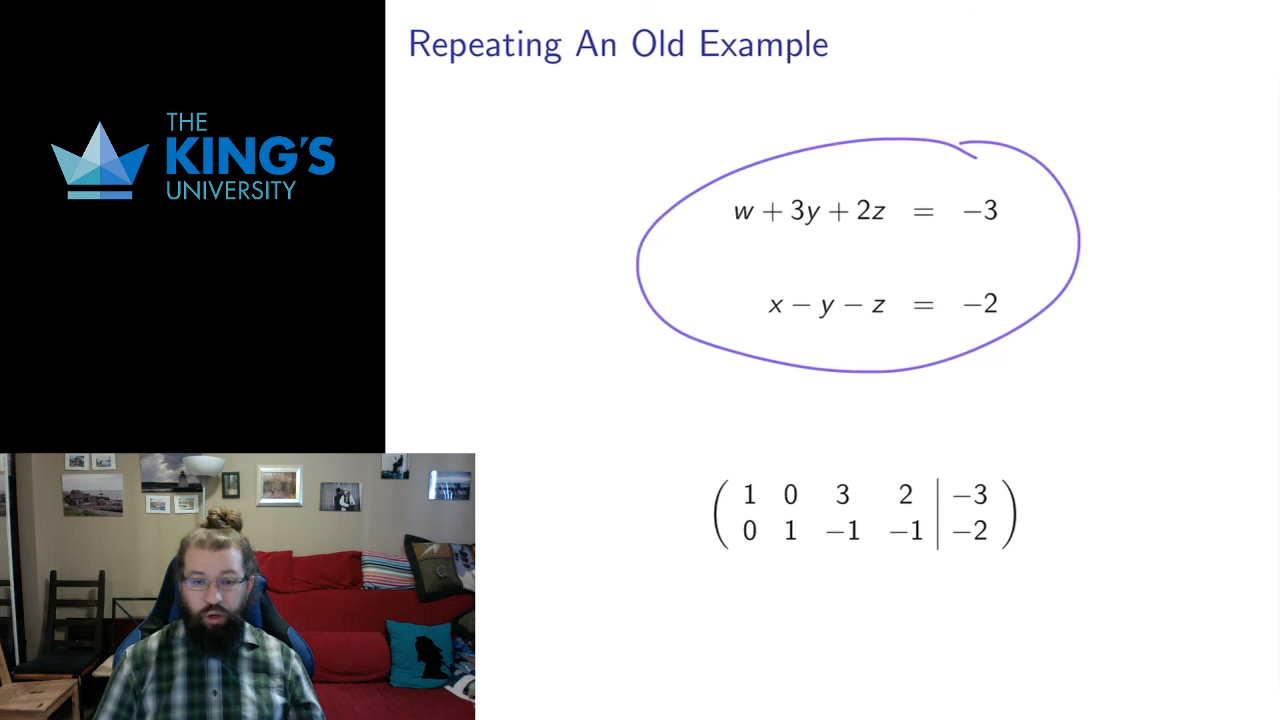 THE
KING'S
UNIVERSITY
Repeating An Old Example
w + 3y + 2z = −3
x − y − z = −2
( 1 0 3 2 | −3 )
( 0 1 −1 −1 | −2 )